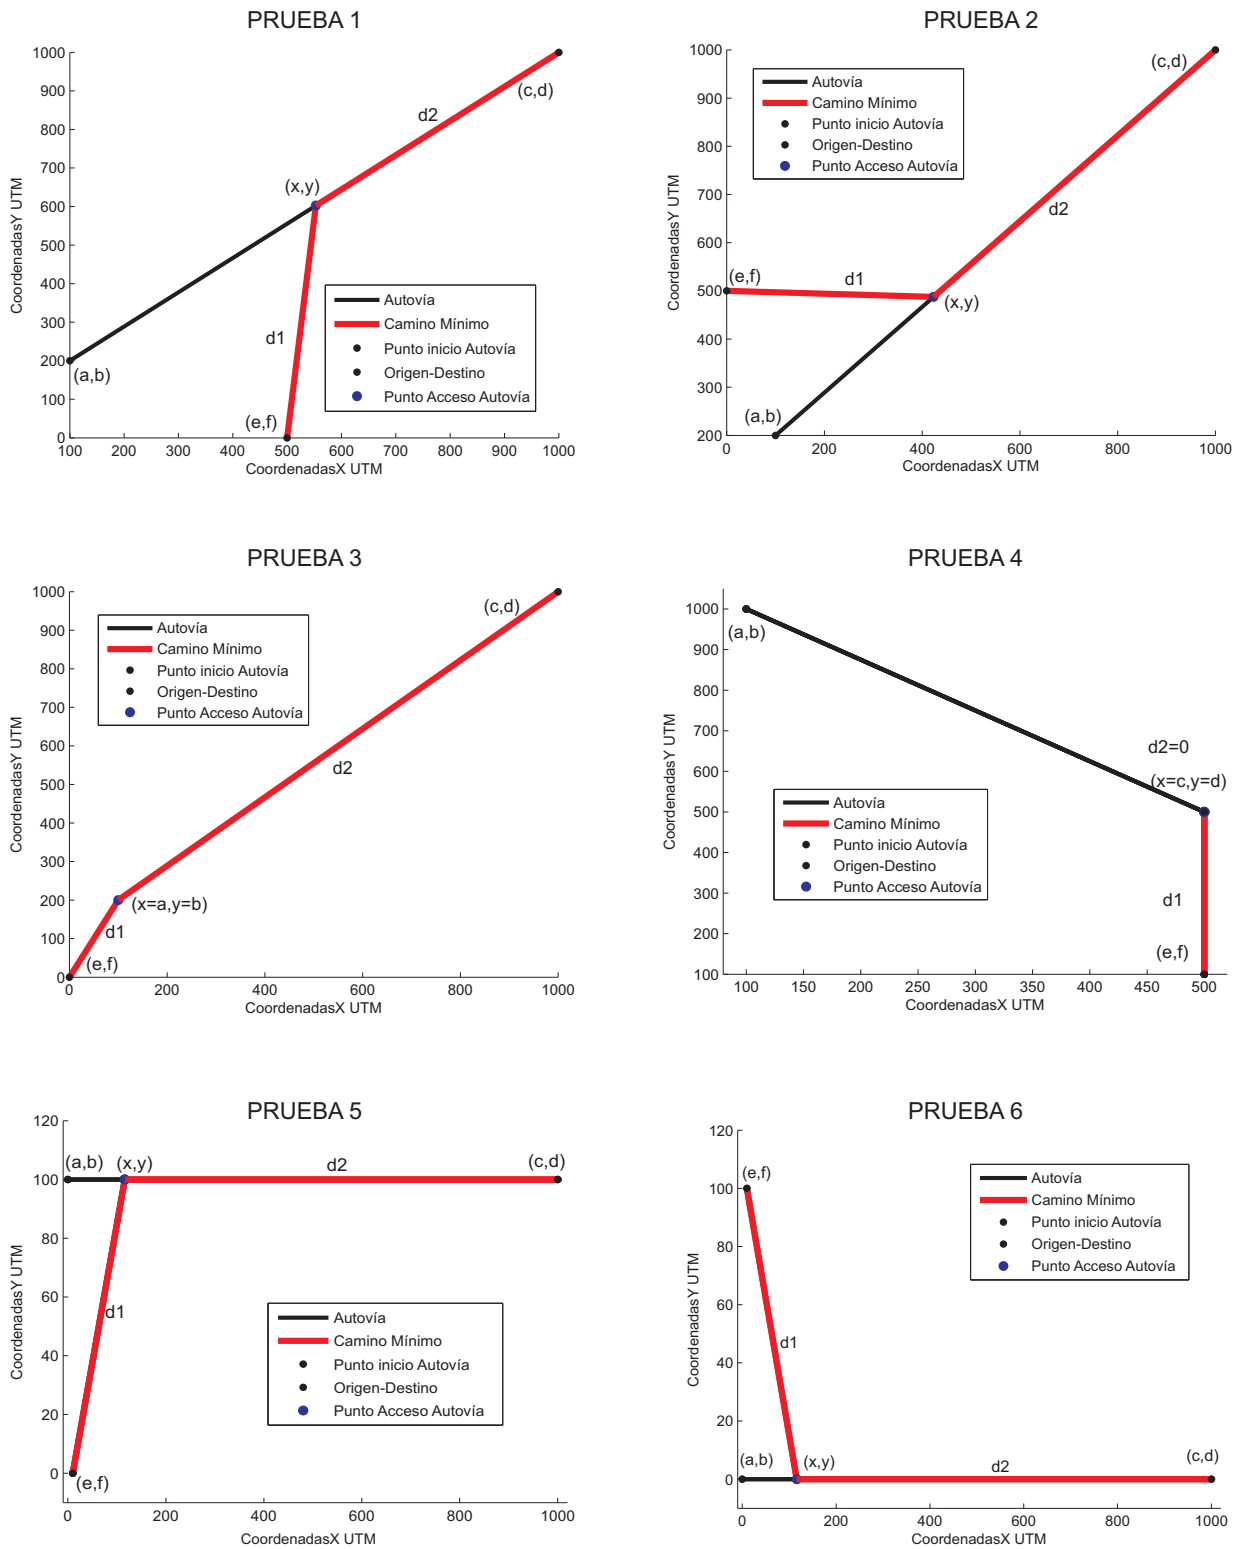 PRUEBA 1
1000
900
800
700
600
500
400
300
200
100
0
100
200
300
400
500
600
700
800
900
1000
CoordenadasX UTM
CoordenadasY UTM
(c,d)
d2
(x,y)
d1
(a,b)
(e,f)
Autovía
Camino Mínimo
Punto inicio Autovía
Origen-Destino
Punto Acceso Autovía
PRUEBA 2
1000
900
800
700
600
500
400
300
200
0
200
400
600
800
1000
CoordenadasX UTM
CoordenadasY UTM
(c,d)
d2
(e,f)
d1
(x,y)
(a,b)
Autovía
Camino Mínimo
Punto inicio Autovía
Origen-Destino
Punto Acceso Autovía
PRUEBA 3
1000
900
800
700
600
500
400
300
200
100
0
0
200
400
600
800
1000
CoordenadasX UTM
CoordenadasY UTM
(c,d)
d2
(x=a,y=b)
d1
(e,f)
Autovía
Camino Mínimo
Punto inicio Autovía
Origen-Destino
Punto Acceso Autovía
PRUEBA 4
1000
900
800
700
600
500
400
300
200
100
100
150
200
250
300
350
400
450
500
CoordenadasX UTM
CoordenadasY UTM
(a,b)
d2=0
(x=c,y=d)
d1
(e,f)
Autovía
Camino Mínimo
Punto inicio Autovía
Origen-Destino
Punto Acceso Autovía
PRUEBA 5
120
100
80
60
40
20
0
0
200
400
600
800
1000
CoordenadasX UTM
CoordenadasY UTM
(a,b)
(x,y)
d2
(c,d)
d1
(e,f)
Autovía
Camino Mínimo
Punto inicio Autovía
Origen-Destino
Punto Acceso Autovía
PRUEBA 6
120
100
80
60
40
20
0
0
200
400
600
800
1000
CoordenadasX UTM
CoordenadasY UTM
(e,f)
d1
(a,b)
(x,y)
d2
(c,d)
Autovía
Camino Mínimo
Punto inicio Autovía
Origen-Destino
Punto Acceso Autovía